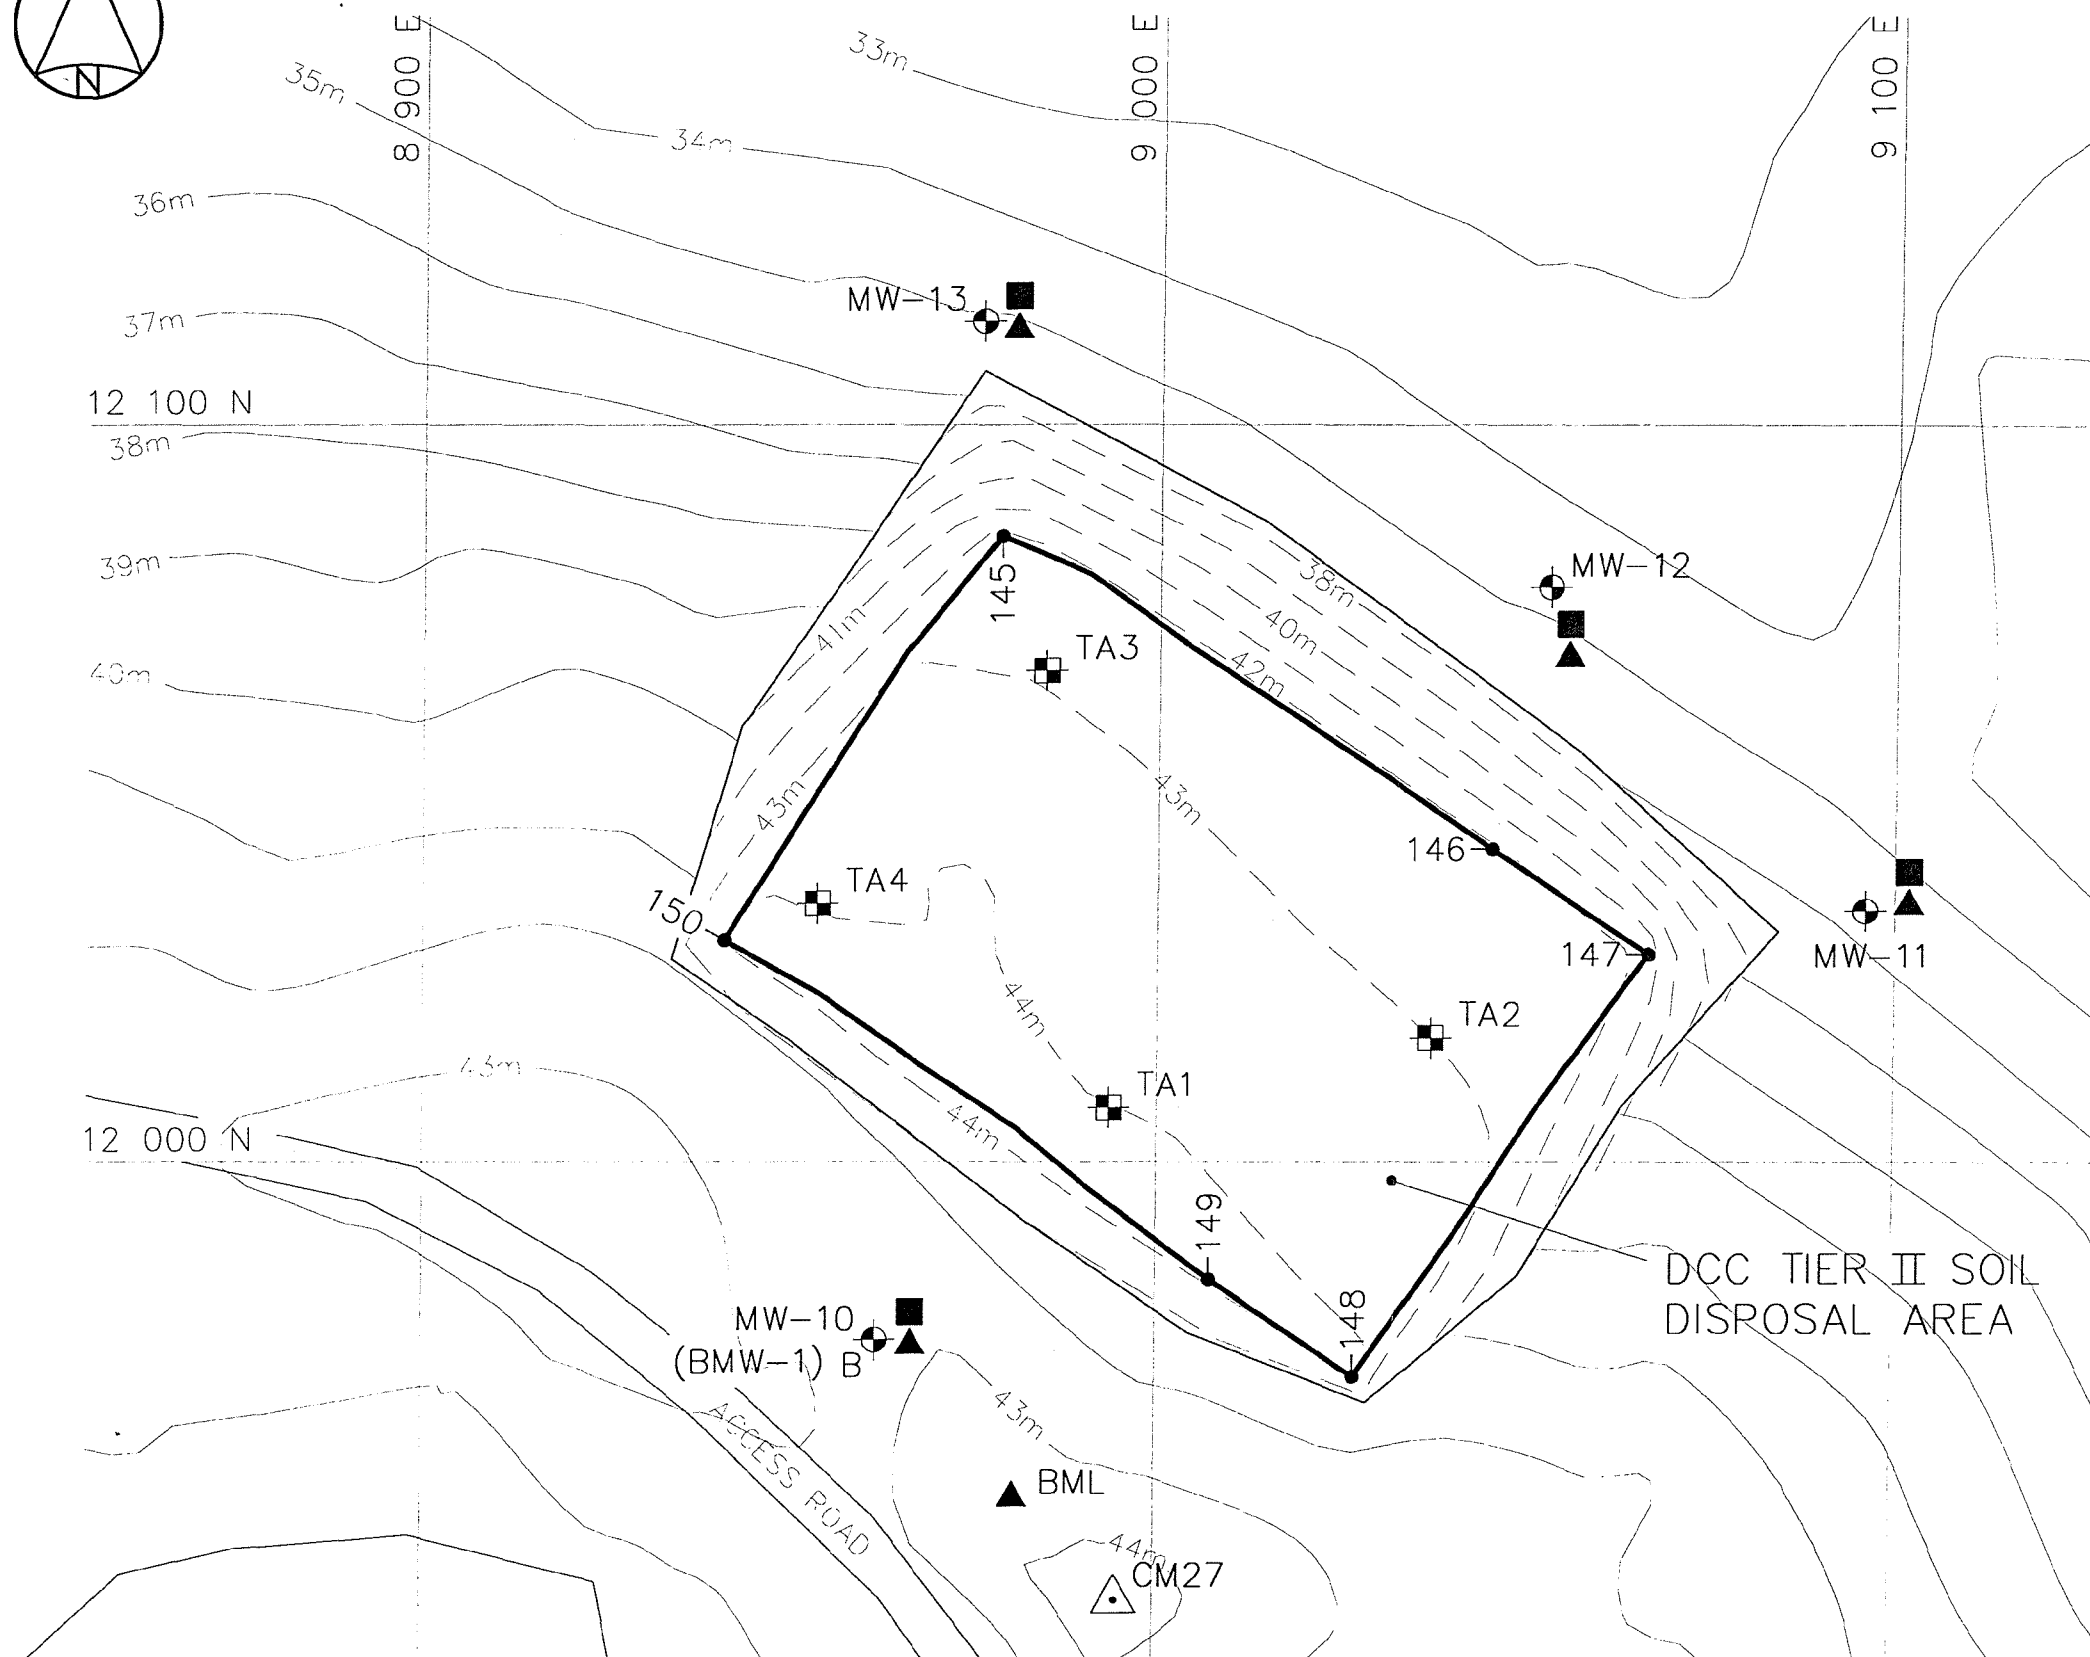 N
8 900 E
9 000 E
9 100 E
33m
35m
34m
36m
MW-13
37m
12 100 N
38m
39m
MW-12
38m
145
40m
41m
TA3
42m
40m
43m
43m
146
TA4
150
147
MW-11
44m
TA2
43m
TA1
44m
12 000 N
149
DCC TIER II SOIL
DISPOSAL AREA
148
MW-10
(BMW-1) B
43m
ACCESS ROAD
BML
44m
CM27